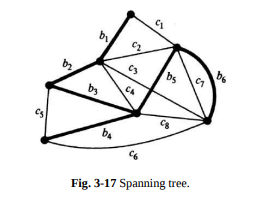 b₁
c₁
c₂
b₂
c₃
b₅
c₇
b₆
b₃
c₄
c₅
b₄
c₈
c₆
Fig. 3-17 Spanning tree.